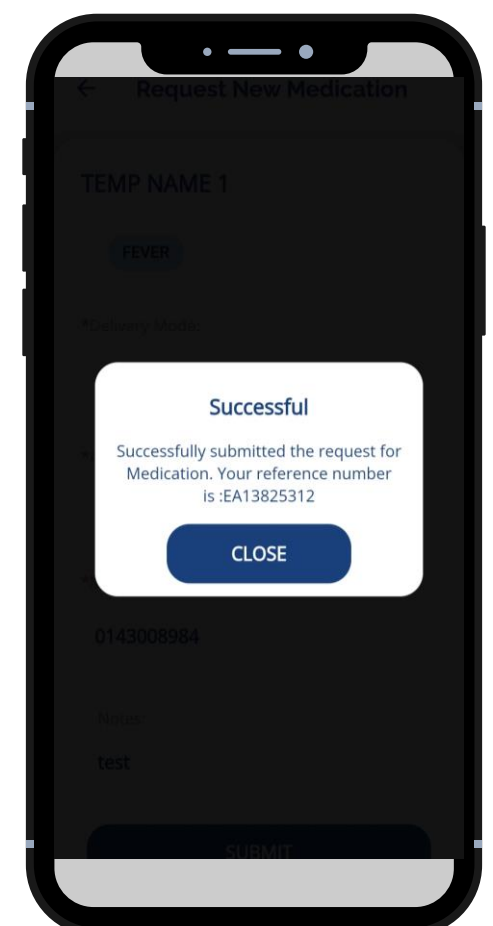 Request New Medication
TEMP NAME 1
FEVER
*Delivery Mode:
Successful
Successfully submitted the request for
Medication. Your reference number
is :EA13825312
CLOSE
0143008984
Notes:
test
SUBMIT